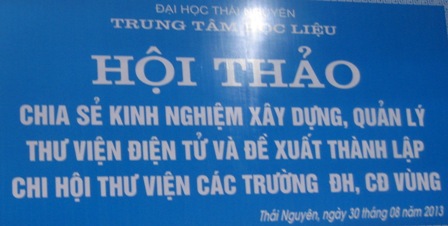 ĐẠI HỌC THÁI NGUYÊN
TRUNG TÂM HỌC LIỆU
HỘI THẢO
CHIA SẺ KINH NGHIỆM XÂY DỰNG, QUẢN LÝ
THƯ VIỆN ĐIỆN TỬ VÀ ĐỀ XUẤT THÀNH LẬP
CHI HỘI THƯ VIỆN CÁC TRƯỜNG ĐH, CĐ VÙNG
Thái Nguyên, ngày 30 tháng 08 năm 2013